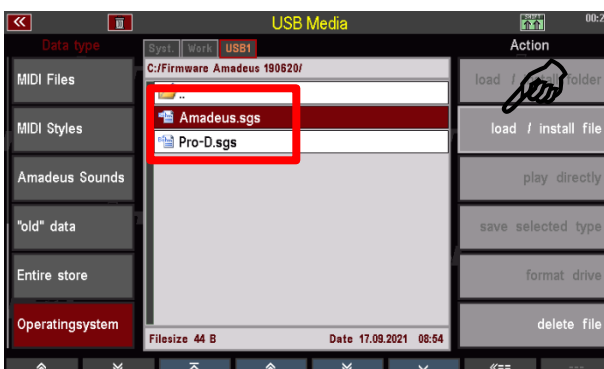 USB Media
00:2
Data type
Syst. Work USB1
Action
C:/Firmware Amadeus 190620/
MIDI Files
..
load / install folder
Amadeus.sgs
MIDI Styles
load / install file
Pro-D.sgs
Amadeus Sounds
play directly
"old" data
save selected type
Entire store
format drive
Operatingsystem
delete file
Filesize 44 B
Date 17.09.2021 08:54